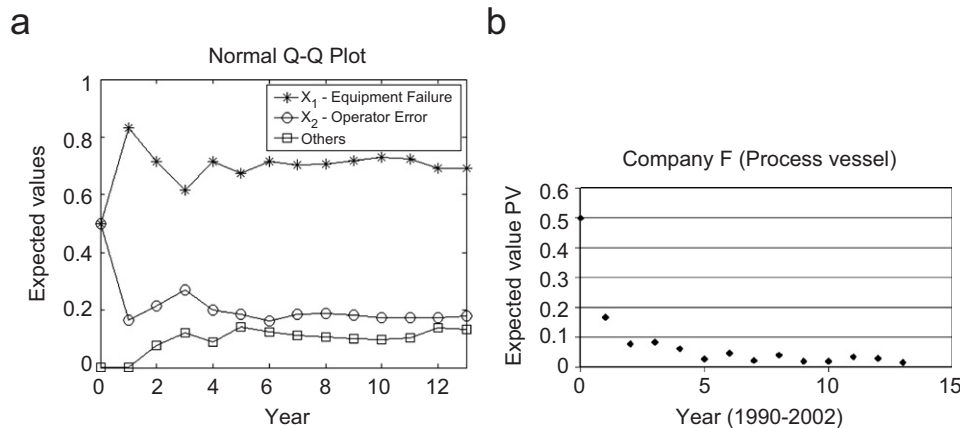 a
Normal Q-Q Plot
1
0.8
0.6
0.4
0.2
0
Expected values
X1 - Equipment Failure
X2 - Operator Error
Others
0 2 4 6 8 10 12
Year
b
Company F (Process vessel)
0.6
0.5
0.4
0.3
0.2
0.1
0
Expected value PV
0 5 10 15
Year (1990-2002)